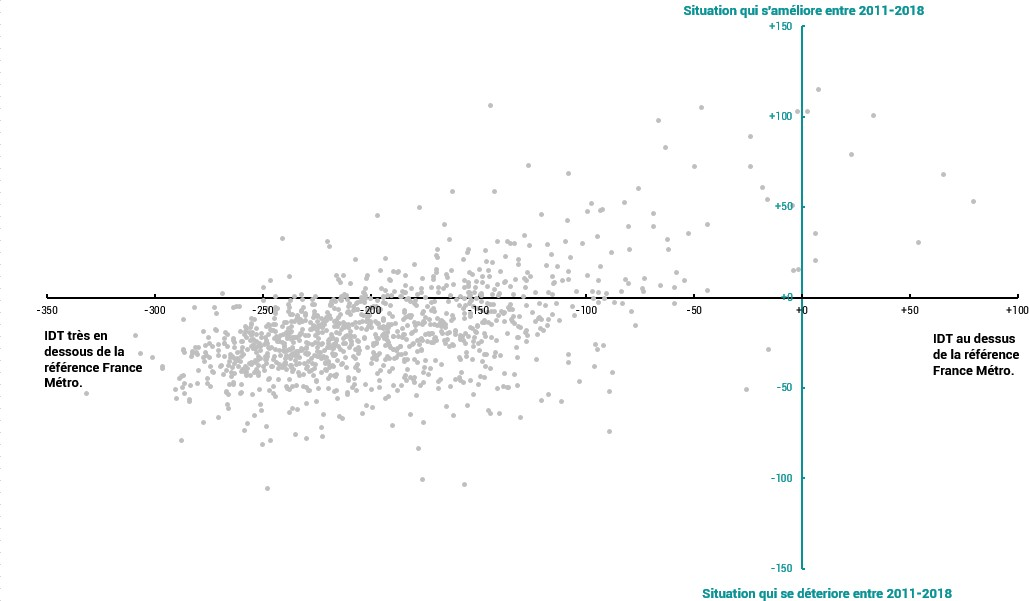 Situation qui s'améliore entre 2011-2018
+150
+100
+50
+0
-350
-300
-250
-200
-150
-100
-50
+0
+50
+100
IDT très en
dessous de la
référence France
Métro.
IDT au dessus
de la référence
France Métro.
-50
-100
-150
Situation qui se déteriore entre 2011-2018